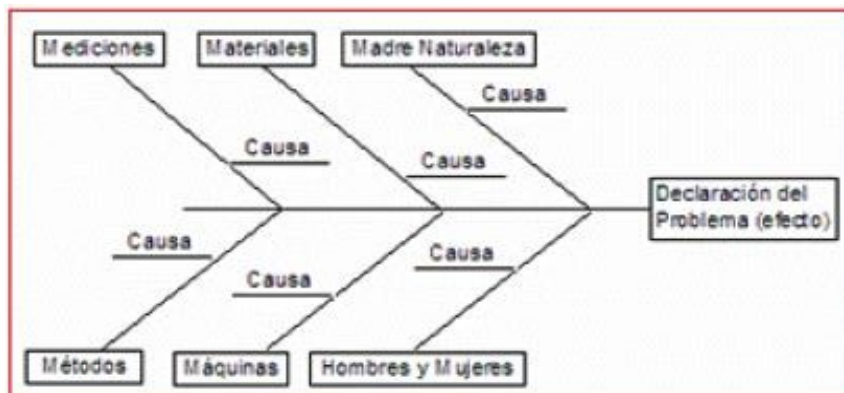 Mediciones
Materiales
Madre Naturaleza
Causa
Causa
Causa
Declaración del
Problema (efecto)
Causa
Causa
Causa
Métodos
Máquinas
Hombres y Mujeres